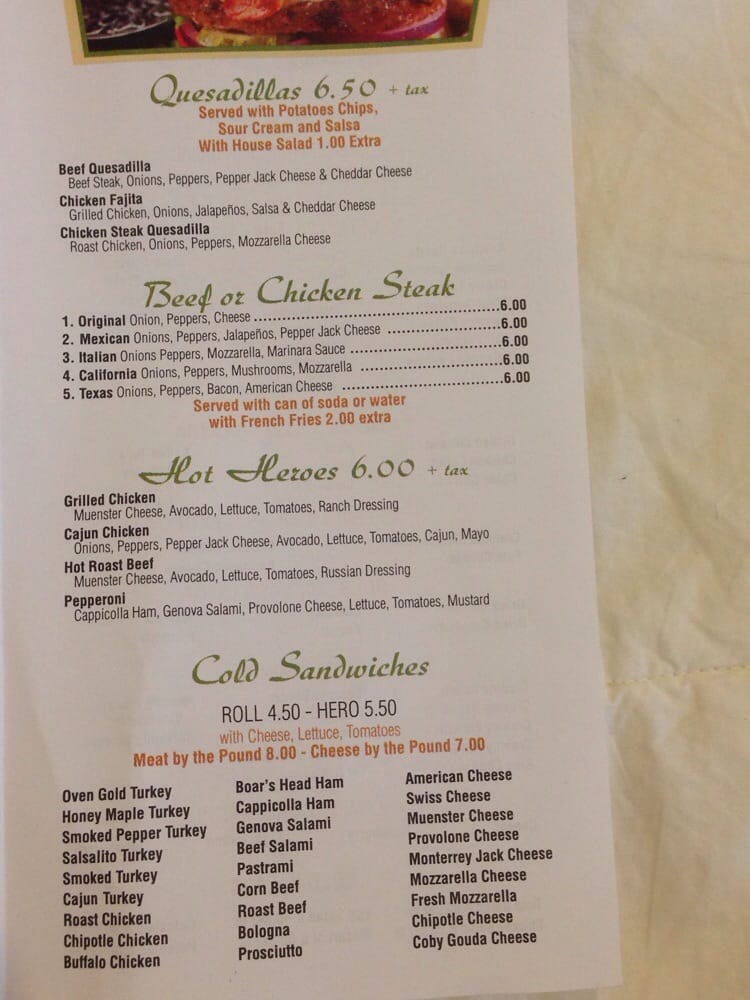 Quesadillas 6.50 + tax
Served with Potatoes Chips,
Sour Cream and Salsa
With House Salad 1.00 Extra
Beef Quesadilla
Beef Steak, Onions, Peppers, Pepper Jack Cheese & Cheddar Cheese
Chicken Fajita
Grilled Chicken, Onions, Jalapeños, Salsa & Cheddar Cheese
Chicken Steak Quesadilla
Roast Chicken, Onions, Peppers, Mozzarella Cheese
Beef or Chicken Steak
1. Original Onion, Peppers, Cheese ..................................................6.00
2. Mexican Onions, Peppers, Jalapeños, Pepper Jack Cheese ......................6.00
3. Italian Onions Peppers, Mozzarella, Marinara Sauce ..............................6.00
4. California Onions, Peppers, Mushrooms, Mozzarella ............................6.00
5. Texas Onions, Peppers, Bacon, American Cheese ................................6.00
Served with can of soda or water
with French Fries 2.00 extra
Hot Heroes 6.00 + tax
Grilled Chicken
Muenster Cheese, Avocado, Lettuce, Tomatoes, Ranch Dressing
Cajun Chicken
Onions, Peppers, Pepper Jack Cheese, Avocado, Lettuce, Tomatoes, Cajun, Mayo
Hot Roast Beef
Muenster Cheese, Avocado, Lettuce, Tomatoes, Russian Dressing
Pepperoni
Cappicolla Ham, Genova Salami, Provolone Cheese, Lettuce, Tomatoes, Mustard
Cold Sandwiches
ROLL 4.50 - HERO 5.50
with Cheese, Lettuce, Tomatoes
Meat by the Pound 8.00 - Cheese by the Pound 7.00
Oven Gold Turkey
Honey Maple Turkey
Smoked Pepper Turkey
Salsalito Turkey
Smoked Turkey
Cajun Turkey
Roast Chicken
Chipotle Chicken
Buffalo Chicken
Boar's Head Ham
Cappicolla Ham
Genova Salami
Beef Salami
Pastrami
Corn Beef
Roast Beef
Bologna
Prosciutto
American Cheese
Swiss Cheese
Muenster Cheese
Provolone Cheese
Monterrey Jack Cheese
Mozzarella Cheese
Fresh Mozzarella
Chipotle Cheese
Coby Gouda Cheese